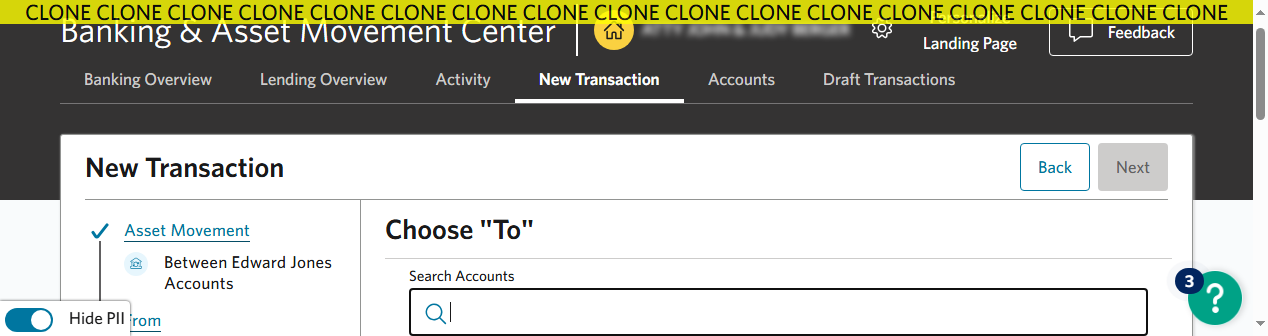 CLONE CLONE CLONE CLONE CLONE CLONE CLONE CLONE CLONE CLONE CLONE CLONE CLONE CLONE CLONE CLONE CLONE
Banking & Asset Movement Center
Landing Page
Feedback
Banking Overview Lending Overview Activity New Transaction Accounts Draft Transactions
New Transaction
Back
Next
Asset Movement
Between Edward Jones
Accounts
From
Choose "To"
Search Accounts
3
?
Hide PII